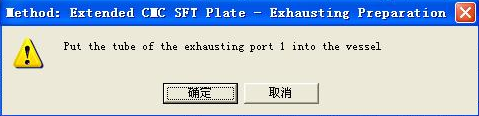 Method: Extended CMC SFT Plate - Exhausting Preparation
Put the tube of the exhausting port 1 into the vessel
确定 取消